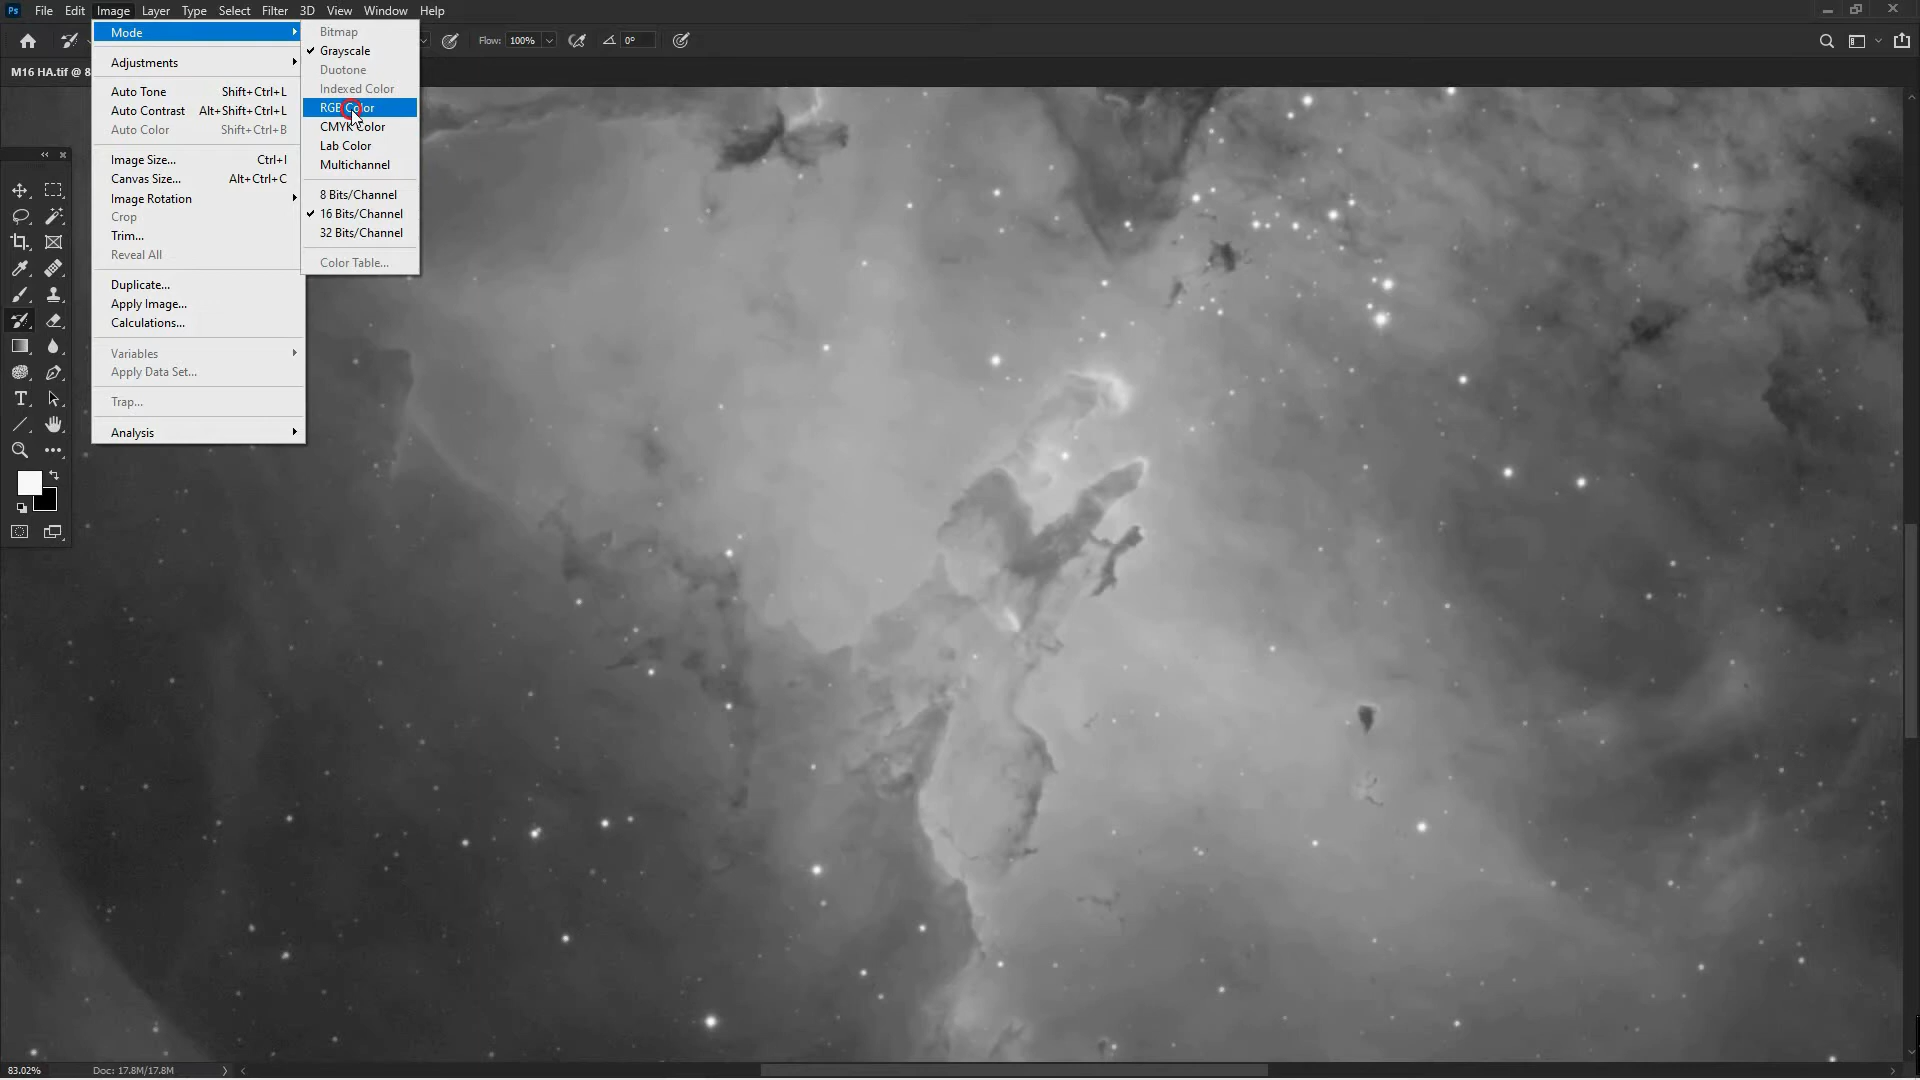 Ps File Edit Image Layer Type Select Filter 3D View Window Help
Flow: 100% 0°
M16 HA.tif @ 8
Mode
Adjustments
Auto Tone Shift+Ctrl+L
Auto Contrast Alt+Shift+Ctrl+L
Auto Color Shift+Ctrl+B
Image Size... Ctrl+I
Canvas Size... Alt+Ctrl+C
Image Rotation
Crop
Trim...
Reveal All
Duplicate...
Apply Image...
Calculations...
Variables
Apply Data Set...
Trap...
Analysis
Bitmap
Grayscale
Duotone
Indexed Color
RGB Color
CMYK Color
Lab Color
Multichannel
8 Bits/Channel
16 Bits/Channel
32 Bits/Channel
Color Table...
T
83.02% Doc: 17.8M/17.8M